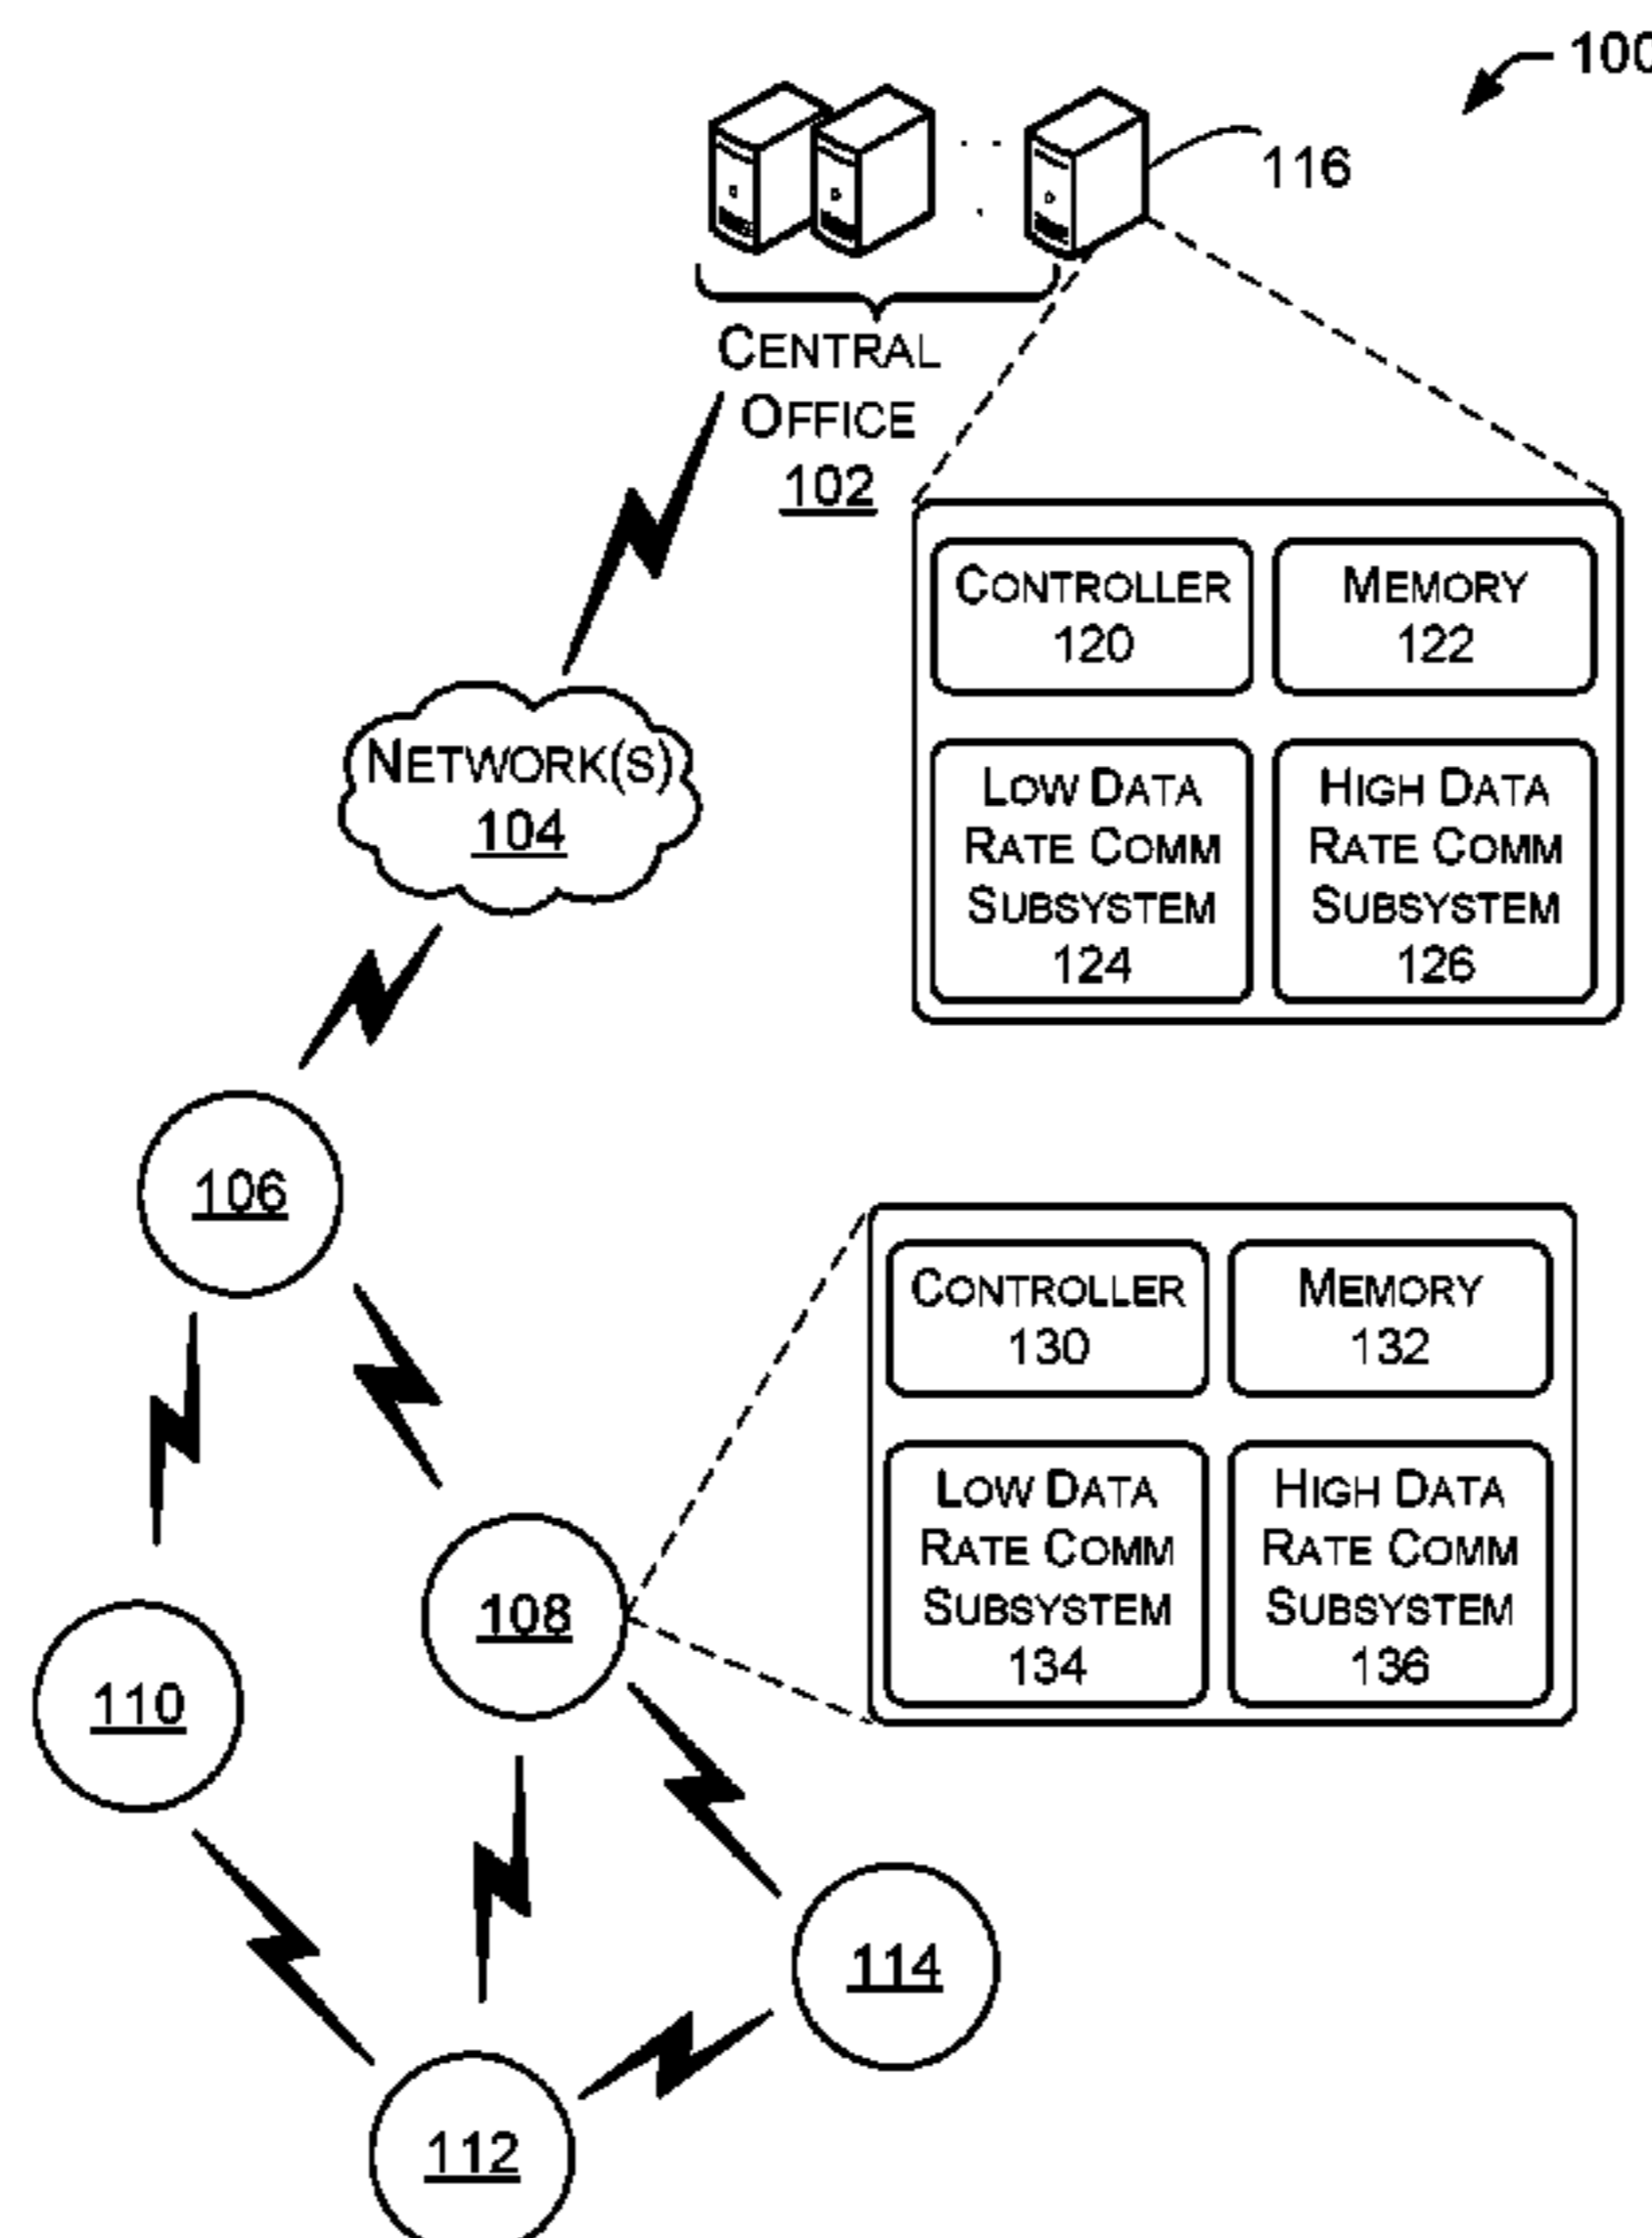 100
116
CENTRAL
OFFICE
102
CONTROLLER
120
MEMORY
122
NETWORK(S)
104
LOW DATA
RATE COMM
SUBSYSTEM
124
HIGH DATA
RATE COMM
SUBSYSTEM
126
106
CONTROLLER
130
MEMORY
132
LOW DATA
RATE COMM
SUBSYSTEM
134
HIGH DATA
RATE COMM
SUBSYSTEM
136
108
110
114
112